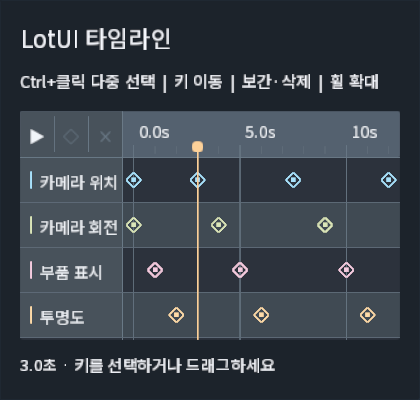 LotUI 타임라인
Ctrl+클릭 다중 선택 | 키 이동 | 보간·삭제 | 휠 확대
0.0s 5.0s 10s
카메라 위치
카메라 회전
부품 표시
투명도
3.0초 · 키를 선택하거나 드래그하세요